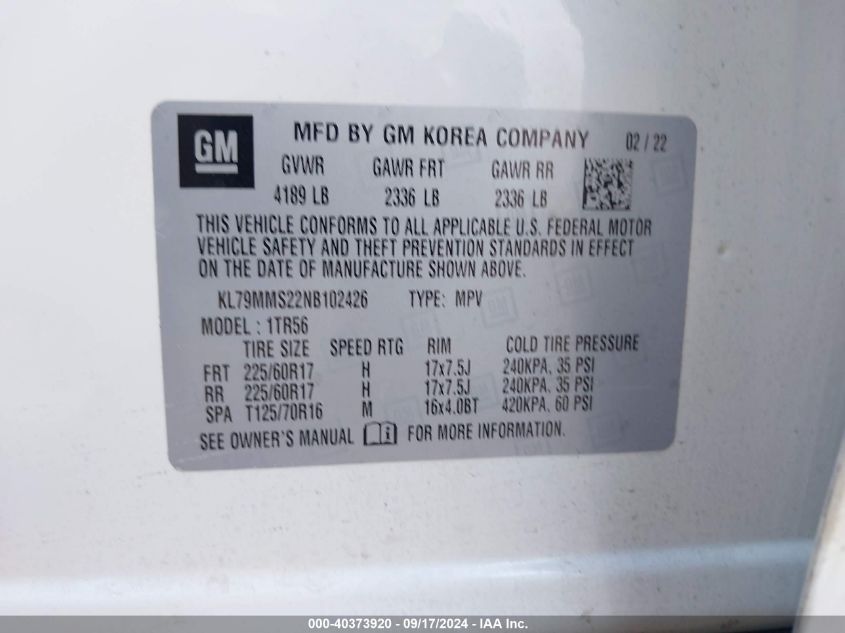 GM
MFD BY GM KOREA COMPANY 02 / 22
GVWR GAWR FRT GAWR RR
4189 LB 2336 LB 2336 LB
THIS VEHICLE CONFORMS TO ALL APPLICABLE U.S. FEDERAL MOTOR
VEHICLE SAFETY AND THEFT PREVENTION STANDARDS IN EFFECT
ON THE DATE OF MANUFACTURE SHOWN ABOVE.
KL79MMS22NB102426 TYPE: MPV
MODEL : 1TR56
TIRE SIZE SPEED RTG RIM COLD TIRE PRESSURE
FRT 225/60R17 H 17x7.5J 240KPA, 35 PSI
RR 225/60R17 H 17x7.5J 240KPA, 35 PSI
SPA T125/70R16 M 16x4.0BT 420KPA, 60 PSI
SEE OWNER'S MANUAL FOR MORE INFORMATION.
000-40373920 - 09/17/2024 - IAA Inc.